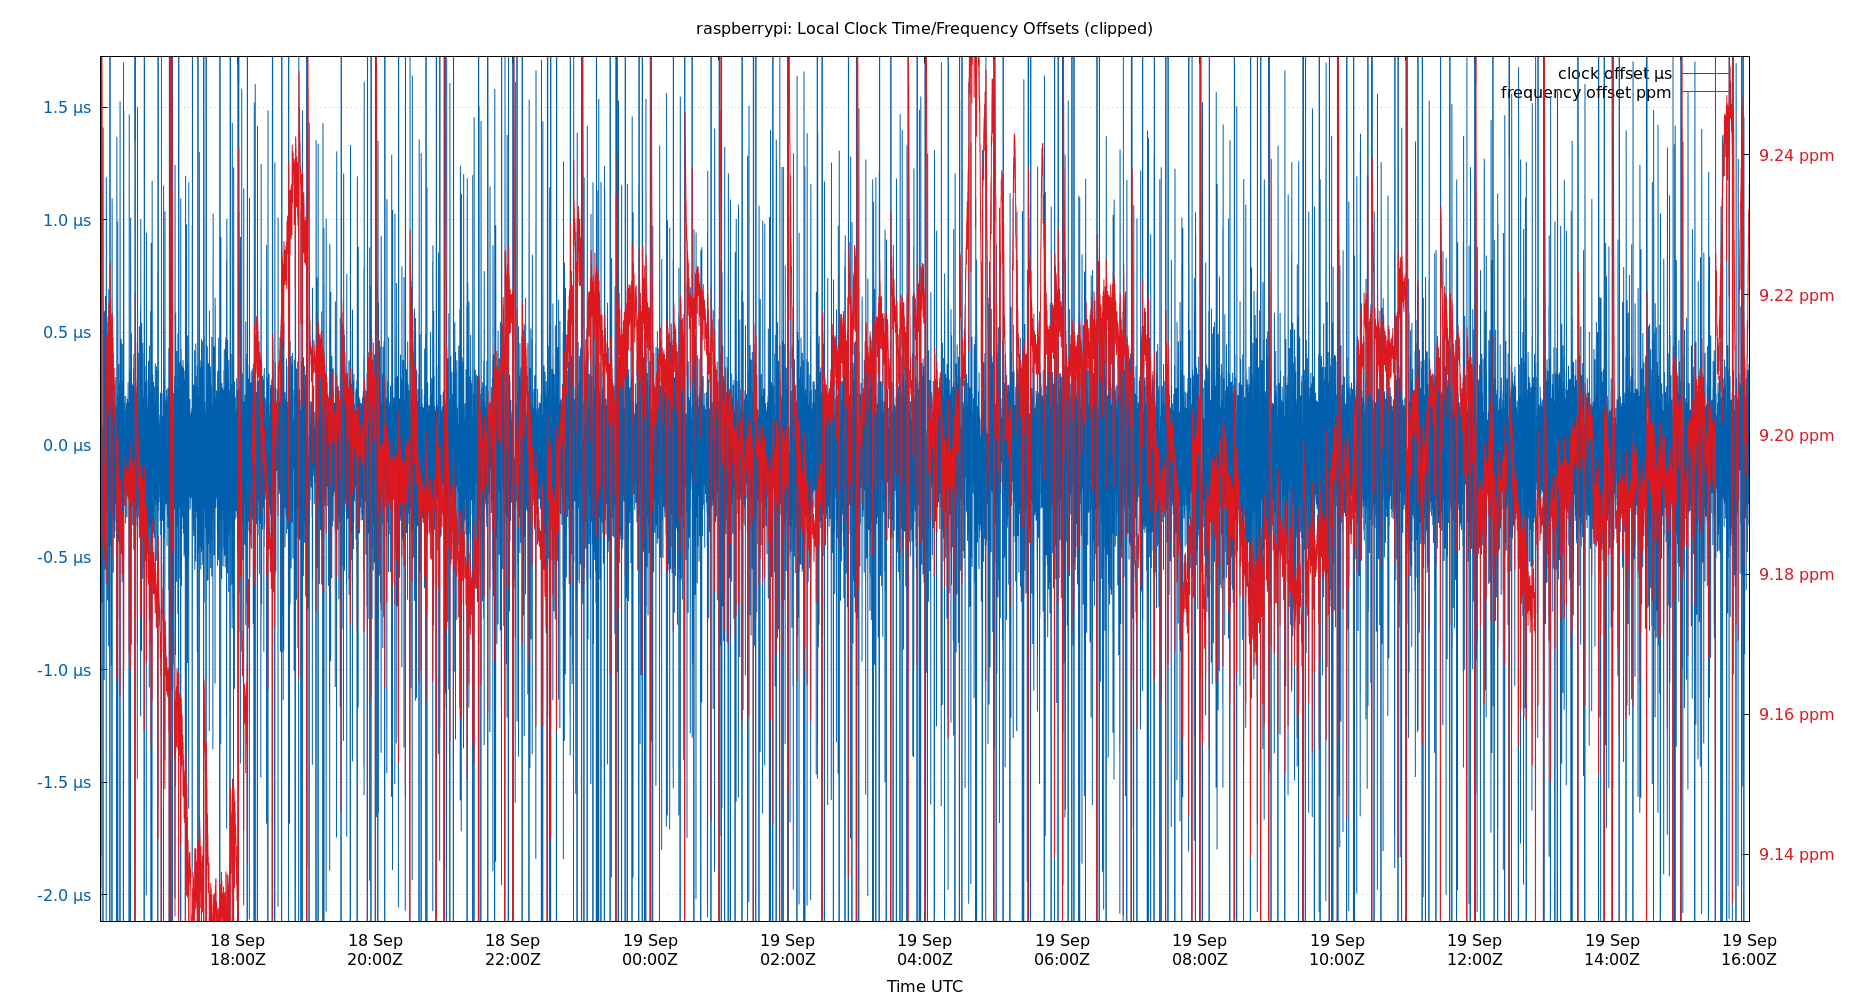 raspberrypi: Local Clock Time/Frequency Offsets (clipped)
clock offset µs
frequency offset ppm
1.5 µs
1.0 µs
0.5 µs
0.0 µs
-0.5 µs
-1.0 µs
-1.5 µs
-2.0 µs
9.24 ppm
9.22 ppm
9.20 ppm
9.18 ppm
9.16 ppm
9.14 ppm
18 Sep
18:00Z
18 Sep
20:00Z
18 Sep
22:00Z
19 Sep
00:00Z
19 Sep
02:00Z
19 Sep
04:00Z
19 Sep
06:00Z
19 Sep
08:00Z
19 Sep
10:00Z
19 Sep
12:00Z
19 Sep
14:00Z
19 Sep
16:00Z
Time UTC